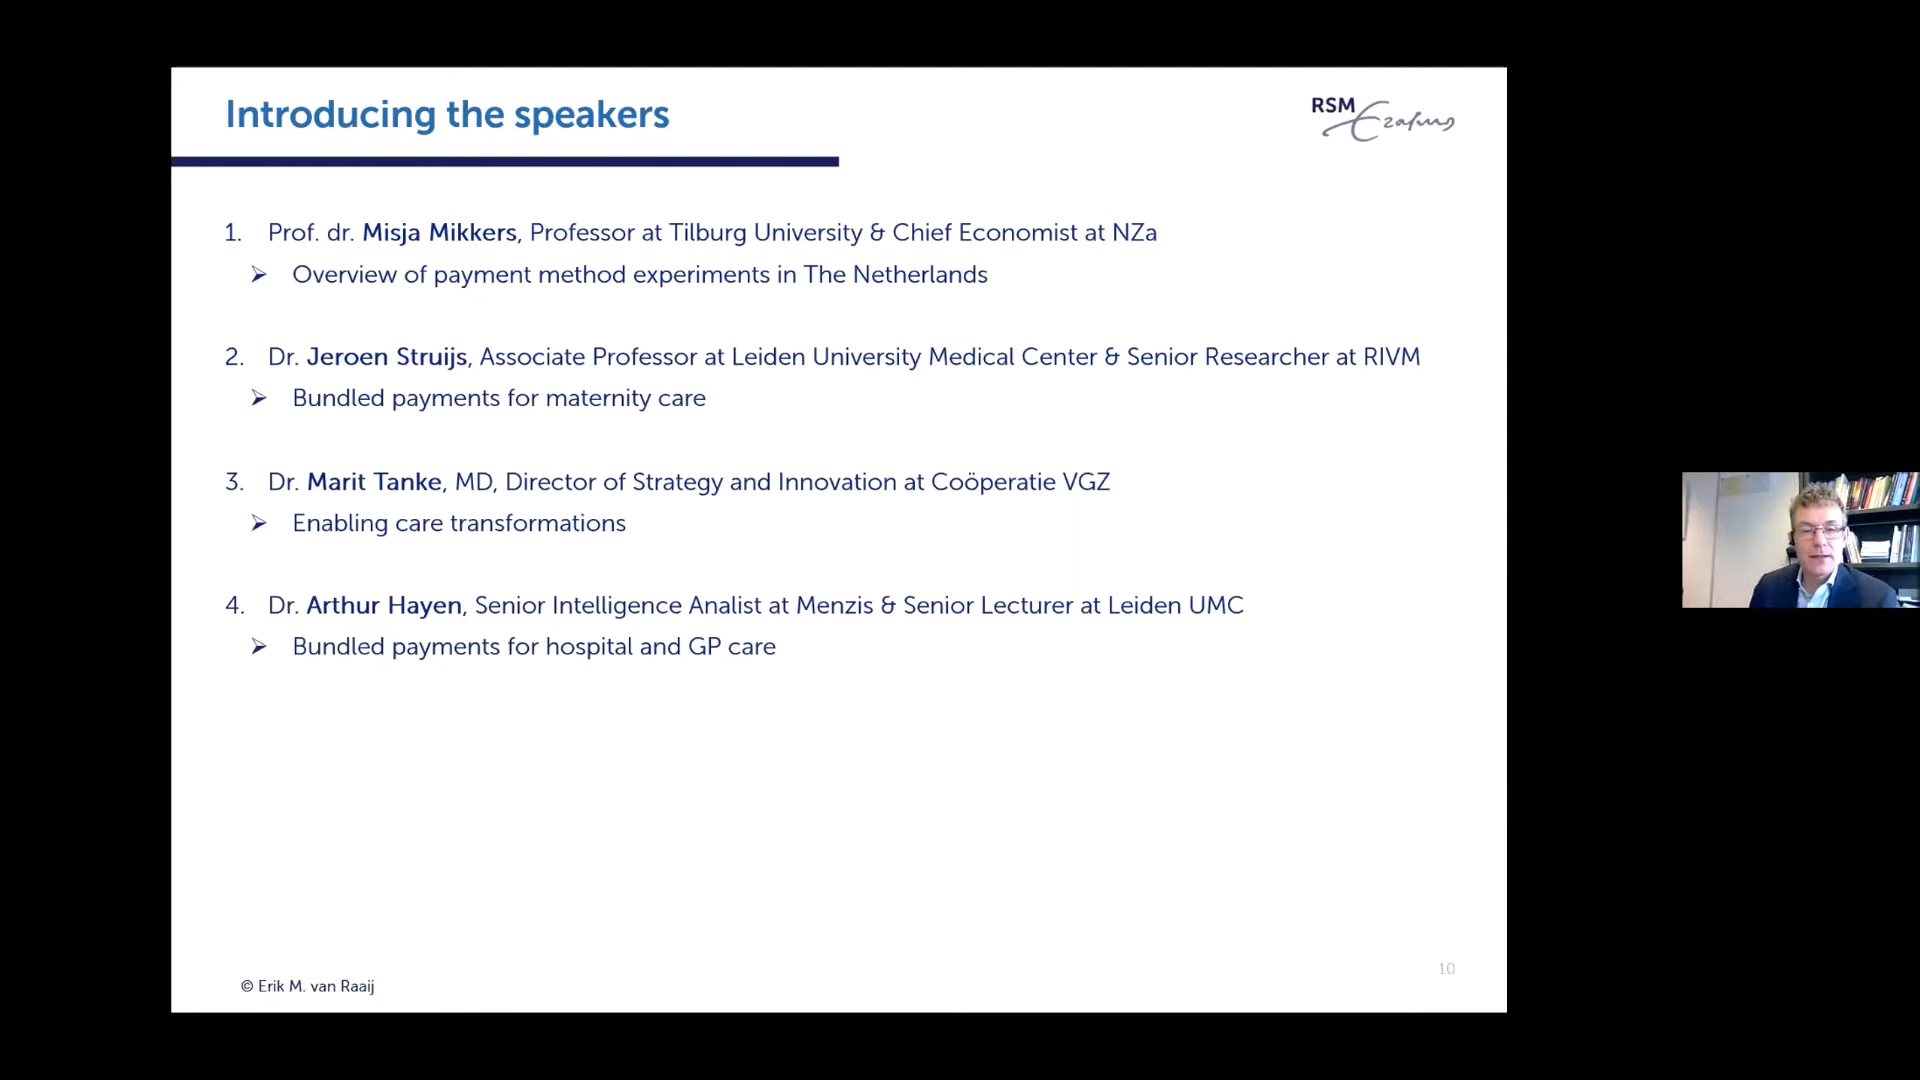 Introducing the speakers
RSM
Erasmus
1. Prof. dr. Misja Mikkers, Professor at Tilburg University & Chief Economist at NZa
➢ Overview of payment method experiments in The Netherlands
2. Dr. Jeroen Struijs, Associate Professor at Leiden University Medical Center & Senior Researcher at RIVM
➢ Bundled payments for maternity care
3. Dr. Marit Tanke, MD, Director of Strategy and Innovation at Coöperatie VGZ
➢ Enabling care transformations
4. Dr. Arthur Hayen, Senior Intelligence Analist at Menzis & Senior Lecturer at Leiden UMC
➢ Bundled payments for hospital and GP care
10
© Erik M. van Raaij